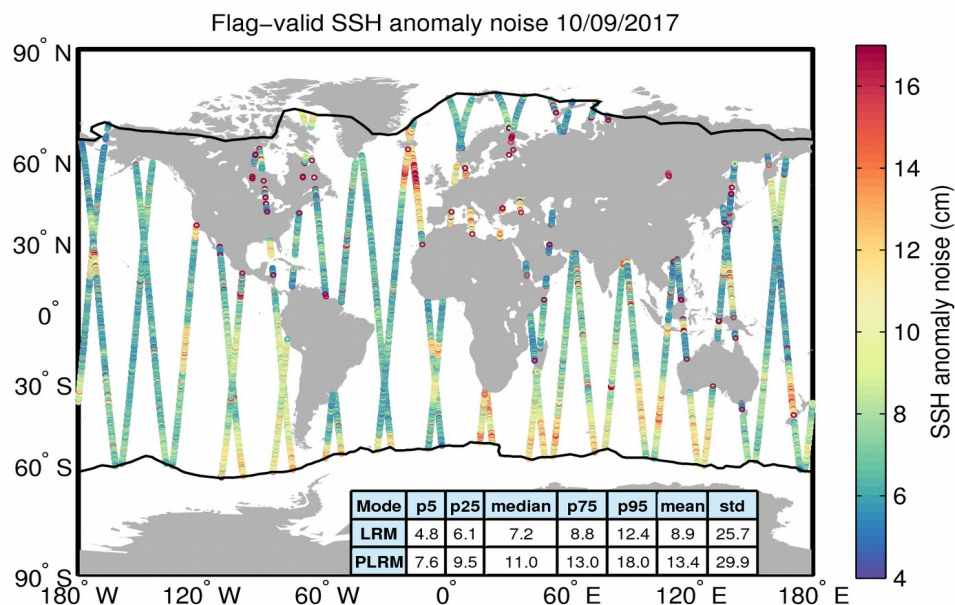 Flag−valid SSH anomaly noise 10/09/2017
90° N
60° N
30° N
0°
30° S
60° S
90° S
180° W
120° W
60° W
0°
60° E
120° E
180° E
16
14
12
10
8
6
4
SSH anomaly noise (cm)
Mode p5 p25 median p75 p95 mean std
LRM 4.8 6.1 7.2 8.8 12.4 8.9 25.7
PLRM 7.6 9.5 11.0 13.0 18.0 13.4 29.9